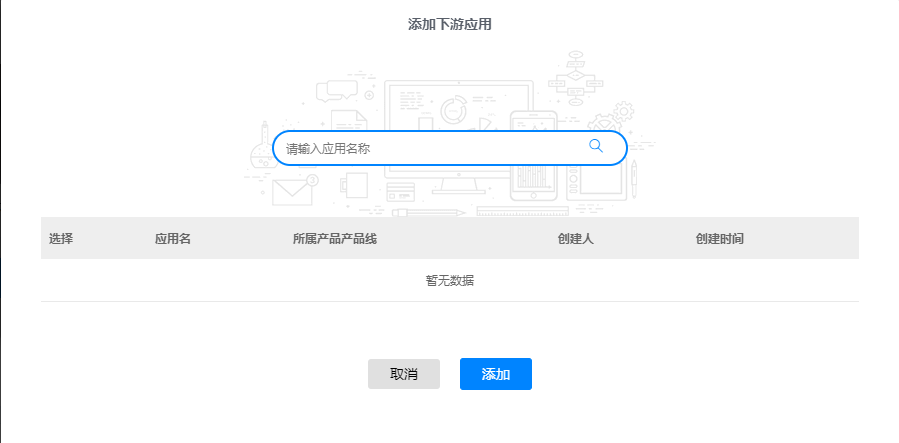 添加下游应用
请输入应用名称
选择 应用名 所属产品产品线 创建人 创建时间
暂无数据
取消 添加